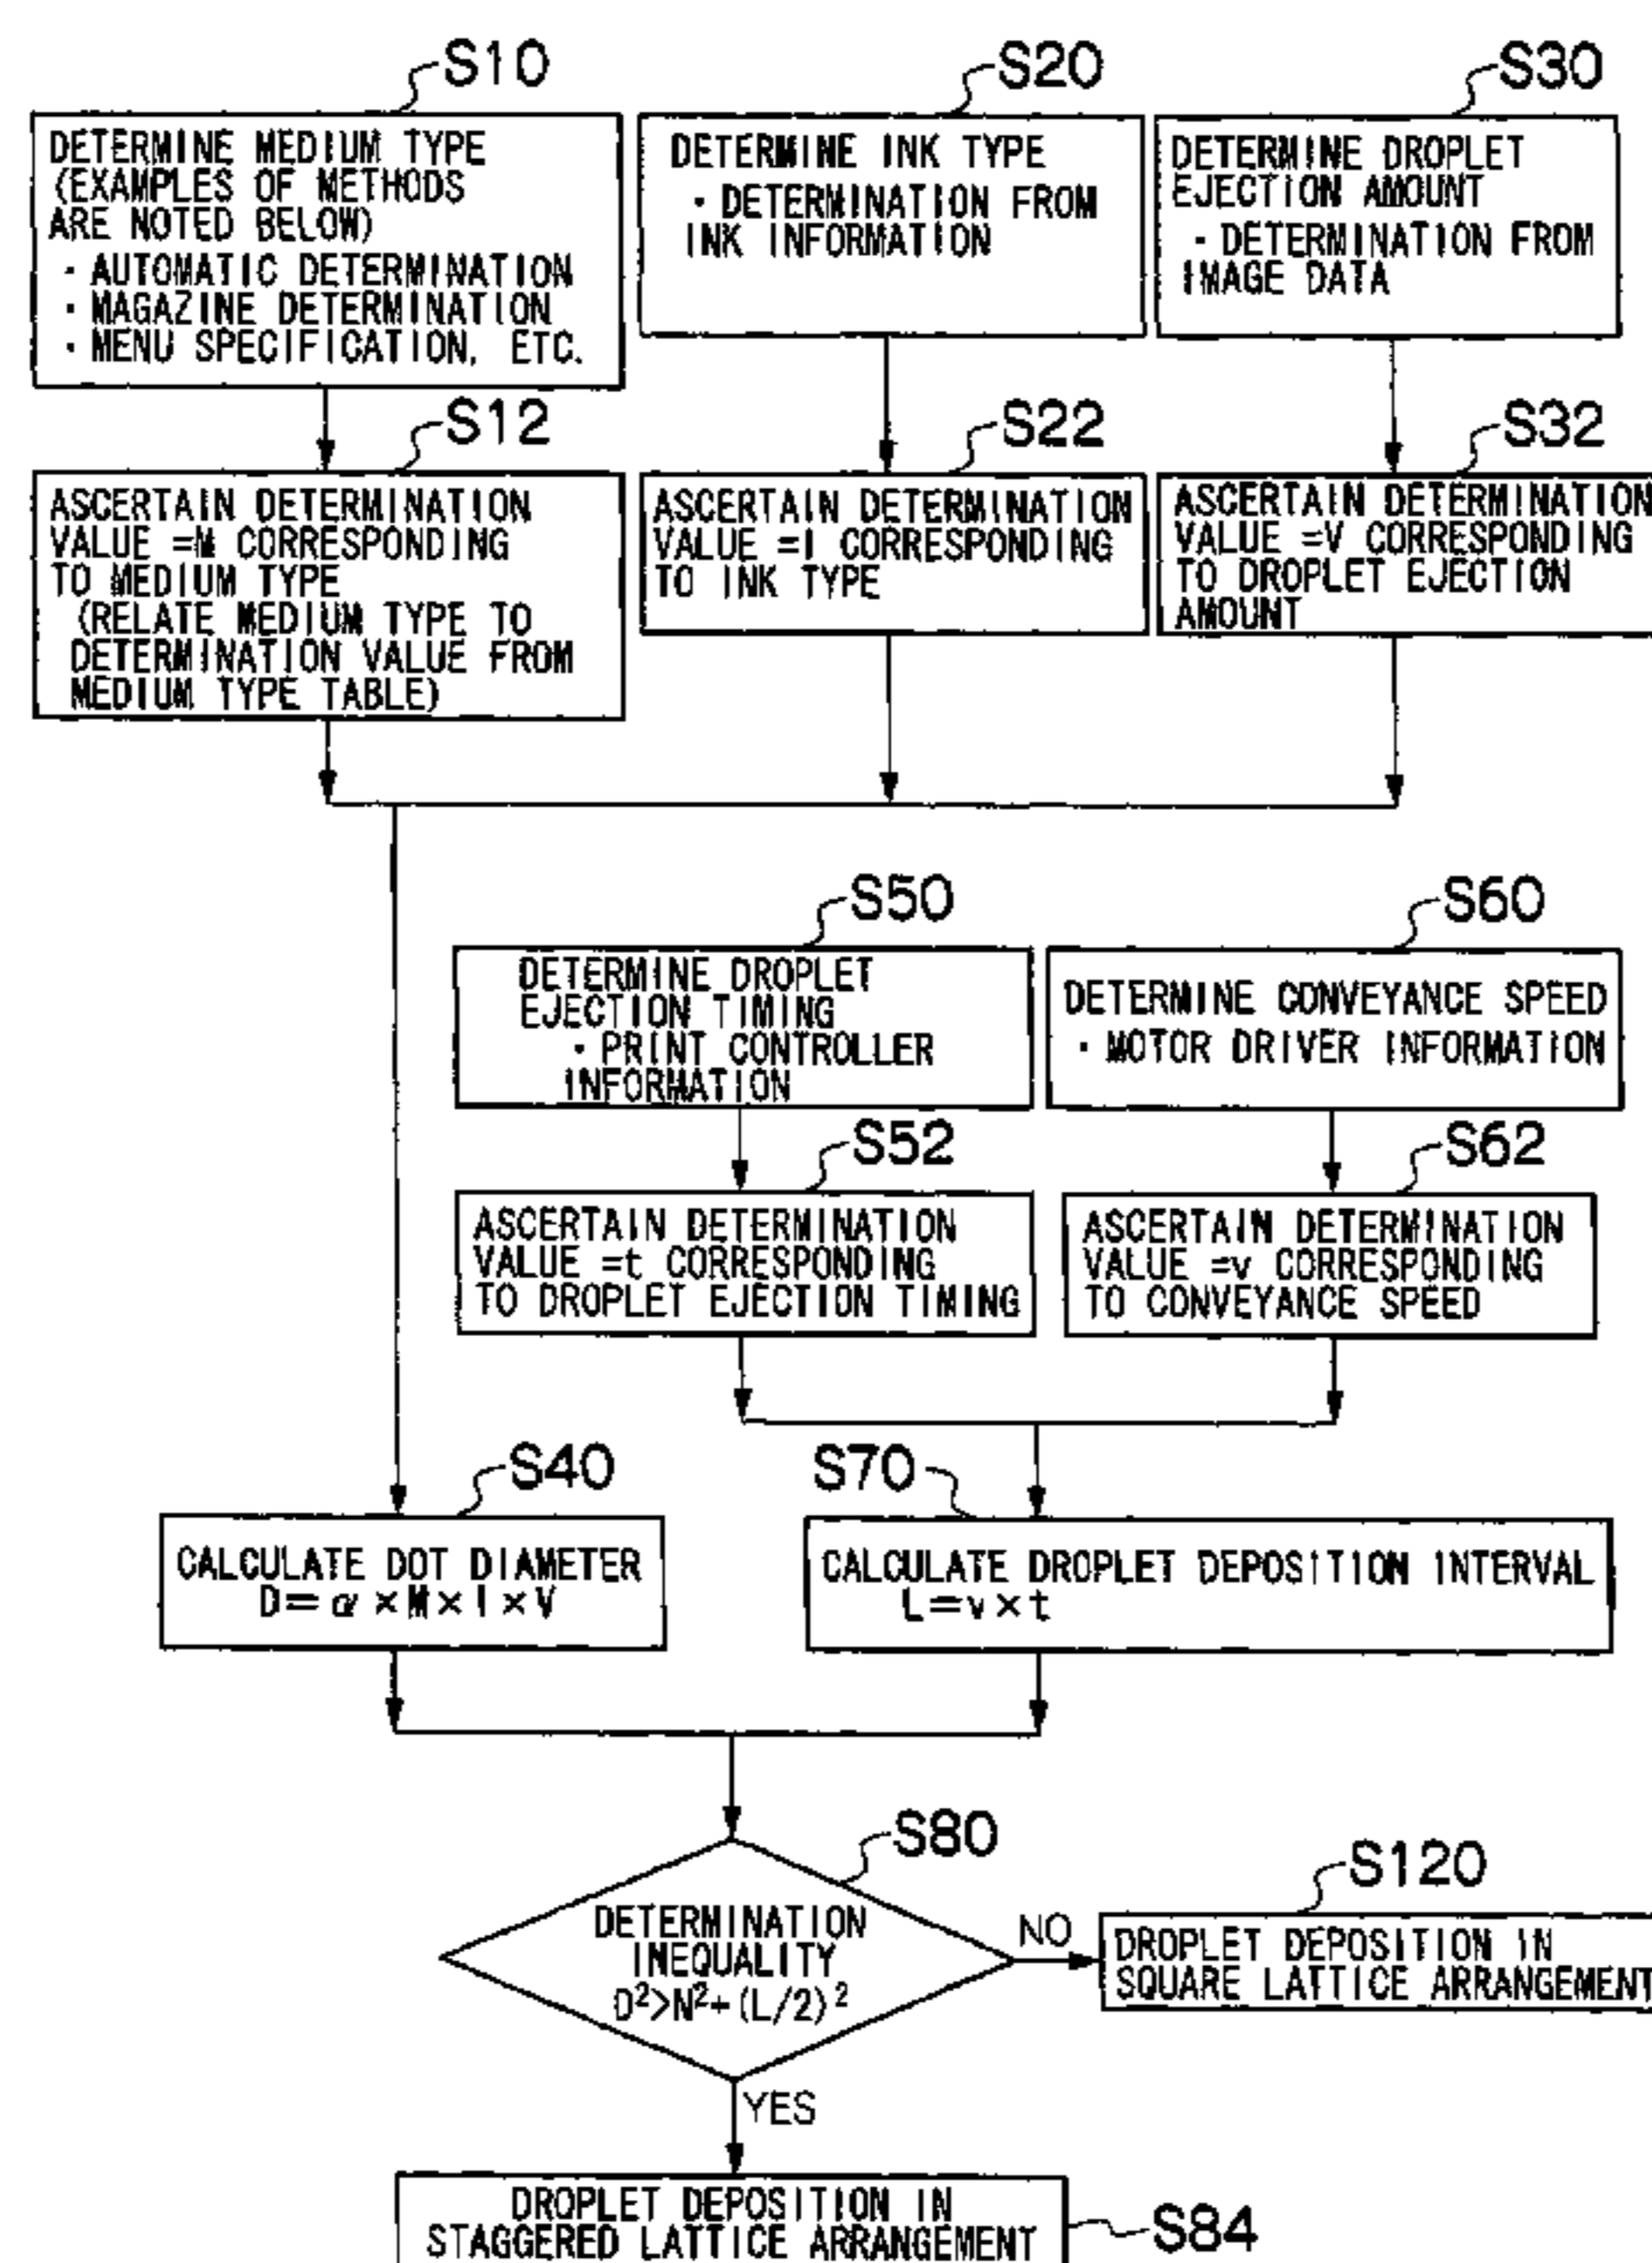 S10
DETERMINE MEDIUM TYPE
(EXAMPLES OF METHODS
ARE NOTED BELOW)
・AUTOMATIC DETERMINATION
・MAGAZINE DETERMINATION
・MENU SPECIFICATION, ETC.
S20
DETERMINE INK TYPE
・DETERMINATION FROM
INK INFORMATION
S30
DETERMINE DROPLET
EJECTION AMOUNT
・DETERMINATION FROM
IMAGE DATA
S12
ASCERTAIN DETERMINATION
VALUE =M CORRESPONDING
TO MEDIUM TYPE
(RELATE MEDIUM TYPE TO
DETERMINATION VALUE FROM
MEDIUM TYPE TABLE)
S22
ASCERTAIN DETERMINATION
VALUE =I CORRESPONDING
TO INK TYPE
S32
ASCERTAIN DETERMINATION
VALUE =V CORRESPONDING
TO DROPLET EJECTION
AMOUNT
S50
DETERMINE DROPLET
EJECTION TIMING
・PRINT CONTROLLER
INFORMATION
S60
DETERMINE CONVEYANCE SPEED
・MOTOR DRIVER INFORMATION
S52
ASCERTAIN DETERMINATION
VALUE =t CORRESPONDING
TO DROPLET EJECTION TIMING
S62
ASCERTAIN DETERMINATION
VALUE =v CORRESPONDING
TO CONVEYANCE SPEED
S40
CALCULATE DOT DIAMETER
D=α×M×I×V
S70
CALCULATE DROPLET DEPOSITION INTERVAL
L=v×t
S80
DETERMINATION
INEQUALITY
D²>N²+(L/2)²
NO
S120
DROPLET DEPOSITION IN
SQUARE LATTICE ARRANGEMENT
YES
DROPLET DEPOSITION IN
STAGGERED LATTICE ARRANGEMENT
S84